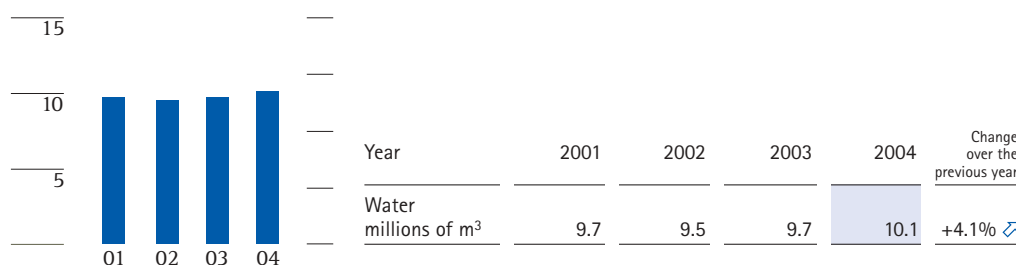 15
10
5
01 02 03 04
Change
over the
previous year
Year 2001 2002 2003 2004
Water
millions of m³ 9.7 9.5 9.7 10.1 +4.1%